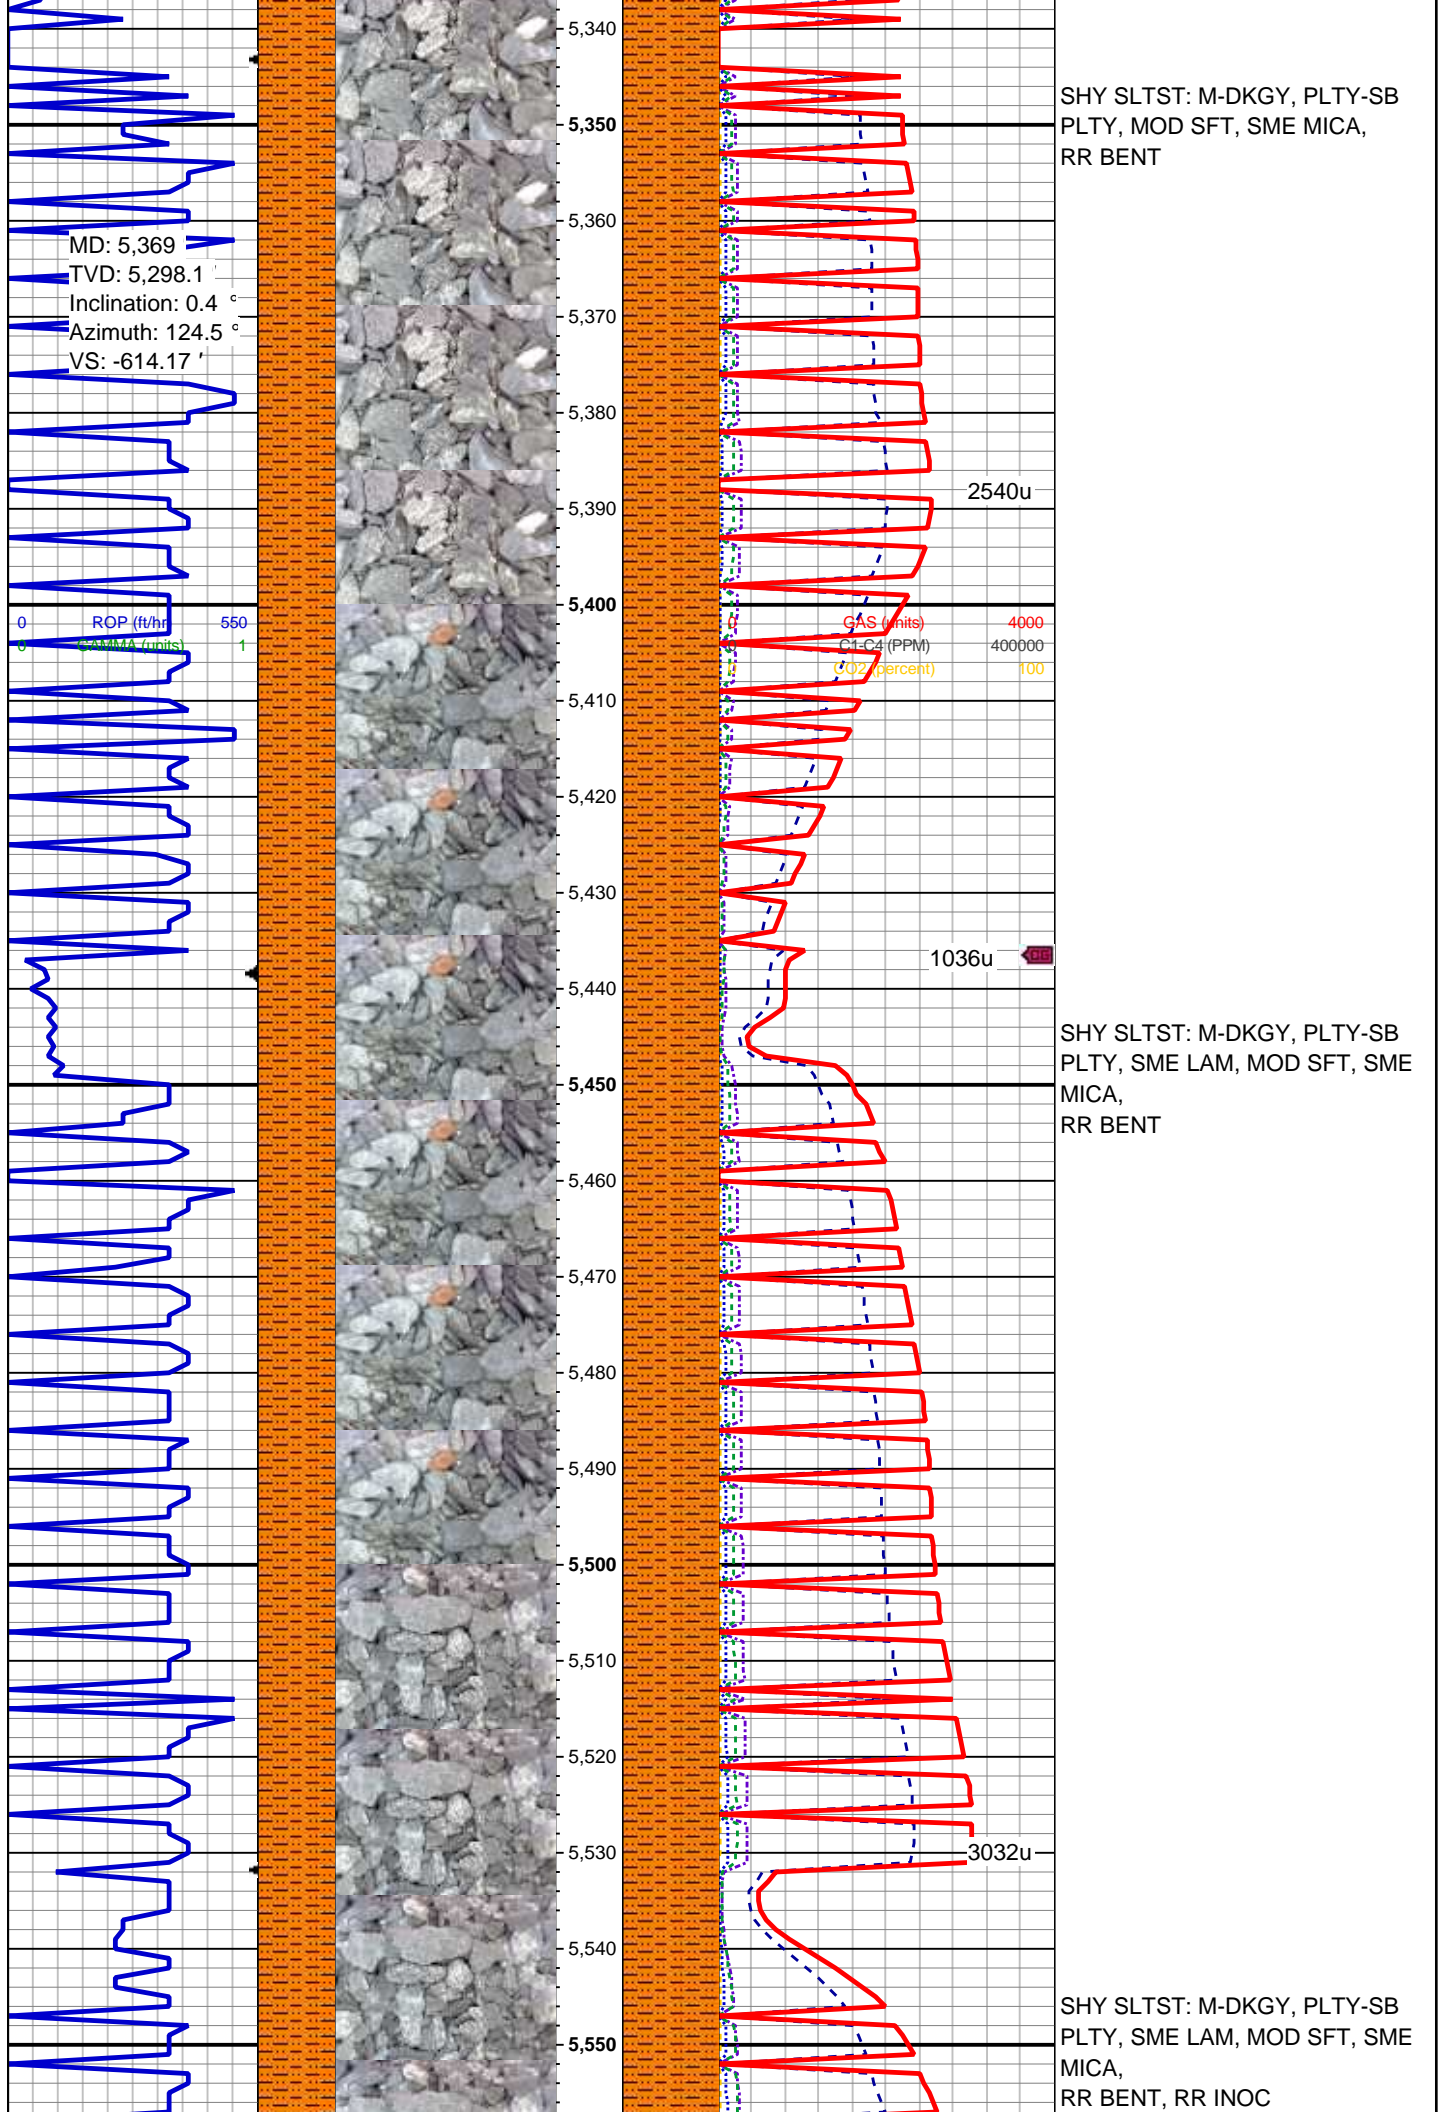 5,340
SHY SLTST: M-DKGY, PLTY-SB
PLTY, MOD SFT, SME MICA,
RR BENT
5,350
5,360
MD: 5,369
TVD: 5,298.1 '
Inclination: 0.4 °
Azimuth: 124.5 °
VS: -614.17 '
5,370
5,380
2540u
5,390
5,400
0 ROP (ft/hr) 550
0 GAMMA (units) 1
0 GAS (units) 4000
0 C1-C4 (PPM) 400000
0 CO2 (percent) 100
5,410
5,420
5,430
1036u CG
5,440
SHY SLTST: M-DKGY, PLTY-SB
PLTY, SME LAM, MOD SFT, SME
MICA,
RR BENT
5,450
5,460
5,470
5,480
5,490
5,500
5,510
5,520
5,530
3032u
5,540
SHY SLTST: M-DKGY, PLTY-SB
PLTY, SME LAM, MOD SFT, SME
MICA,
RR BENT, RR INOC
5,550